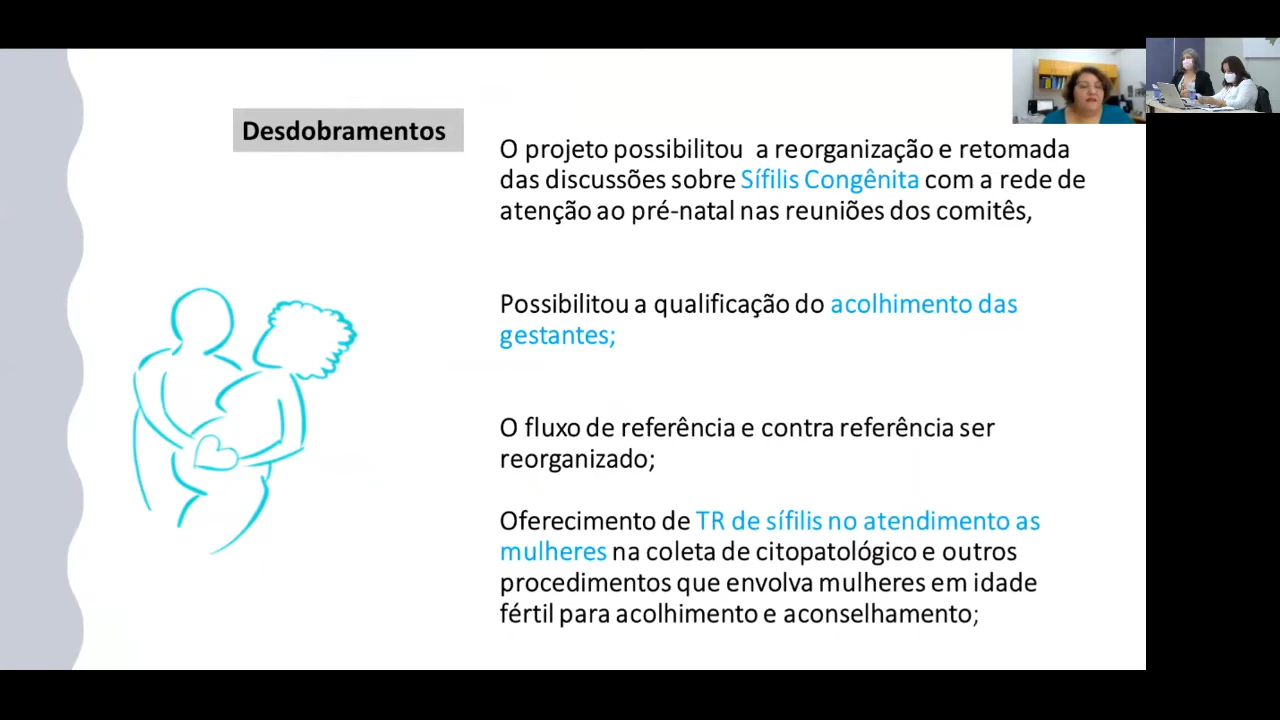 Desdobramentos
O projeto possibilitou a reorganização e retomada
das discussões sobre Sífilis Congênita com a rede de
atenção ao pré-natal nas reuniões dos comitês,
Possibilitou a qualificação do acolhimento das
gestantes;
O fluxo de referência e contra referência ser
reorganizado;
Oferecimento de TR de sífilis no atendimento as
mulheres na coleta de citopatológico e outros
procedimentos que envolva mulheres em idade
fértil para acolhimento e aconselhamento;